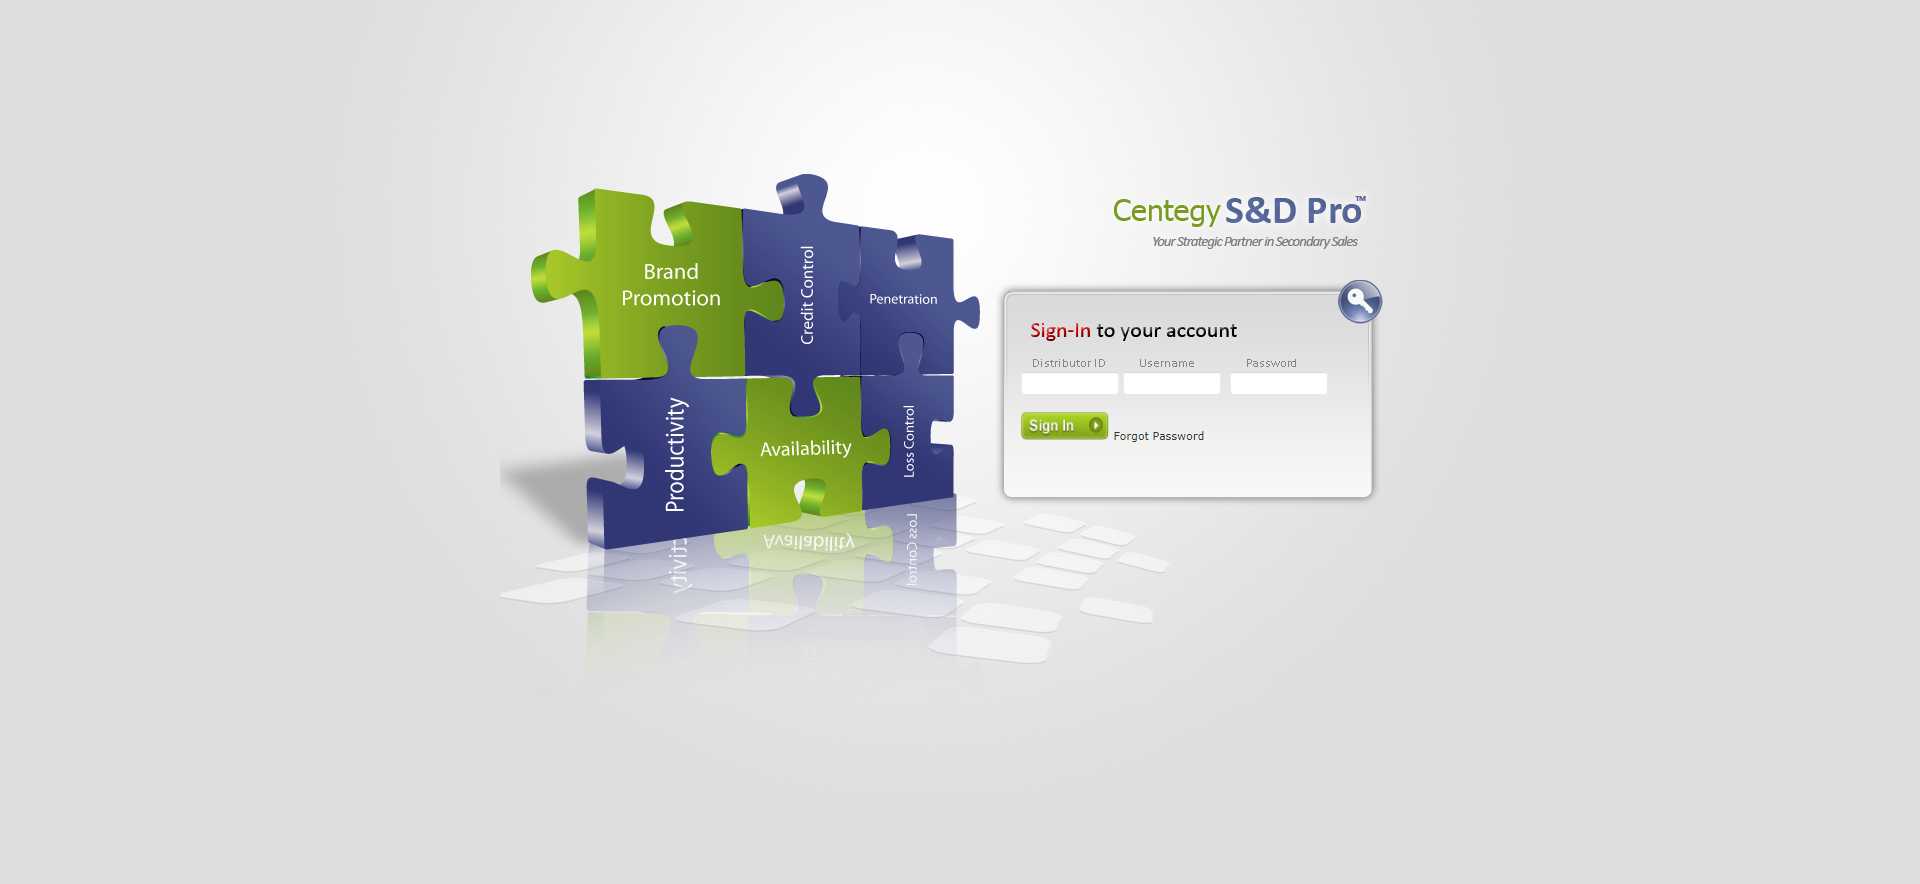 Brand
Promotion
Credit Control
Penetration
Productivity
Availability
Loss Control
Centegy S&D Pro™
Your Strategic Partner in Secondary Sales
Sign-In to your account
Distributor ID Username Password
Sign In
Forgot Password